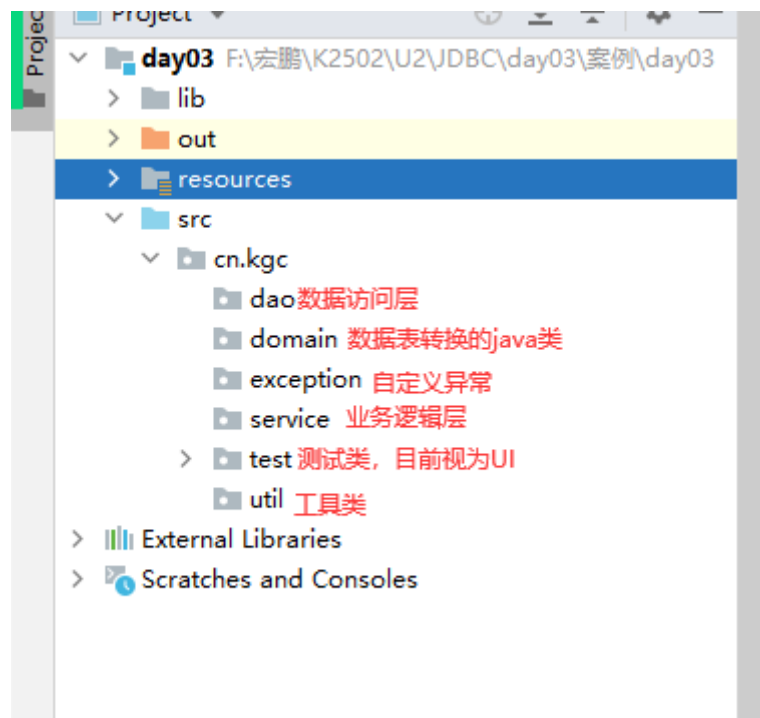 Project
Project
day03 F:\宏鹏\K2502\U2\JDBC\day03\案例\day03
lib
out
resources
src
cn.kgc
dao数据访问层
domain 数据表转换的java类
exception 自定义异常
service 业务逻辑层
test 测试类，目前视为UI
util 工具类
External Libraries
Scratches and Consoles